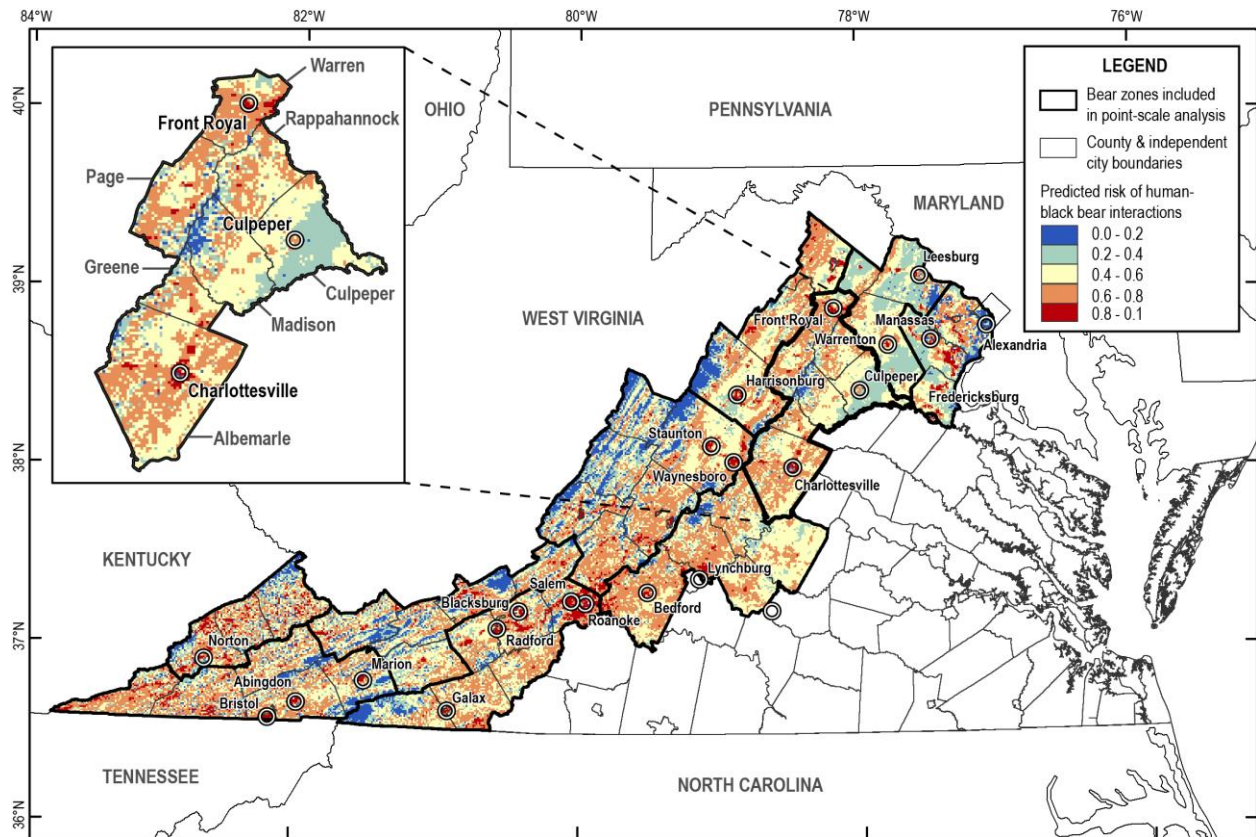 84°W
82°W
80°W
78°W
76°W
40°N
39°N
38°N
37°N
36°N
Warren
Front Royal
Rappahannock
Page
Culpeper
Greene
Culpeper
Madison
Charlottesville
Albemarle
OHIO
PENNSYLVANIA
MARYLAND
WEST VIRGINIA
KENTUCKY
TENNESSEE
NORTH CAROLINA
LEGEND
Bear zones included
in point-scale analysis
County & independent
city boundaries
Predicted risk of human-
black bear interactions
0.0 - 0.2
0.2 - 0.4
0.4 - 0.6
0.6 - 0.8
0.8 - 0.1
Leesburg
Front Royal
Manassas
Warrenton
Alexandria
Culpeper
Harrisonburg
Fredericksburg
Staunton
Waynesboro
Charlottesville
Lynchburg
Salem
Blacksburg
Bedford
Roanoke
Radford
Norton
Marion
Abingdon
Galax
Bristol